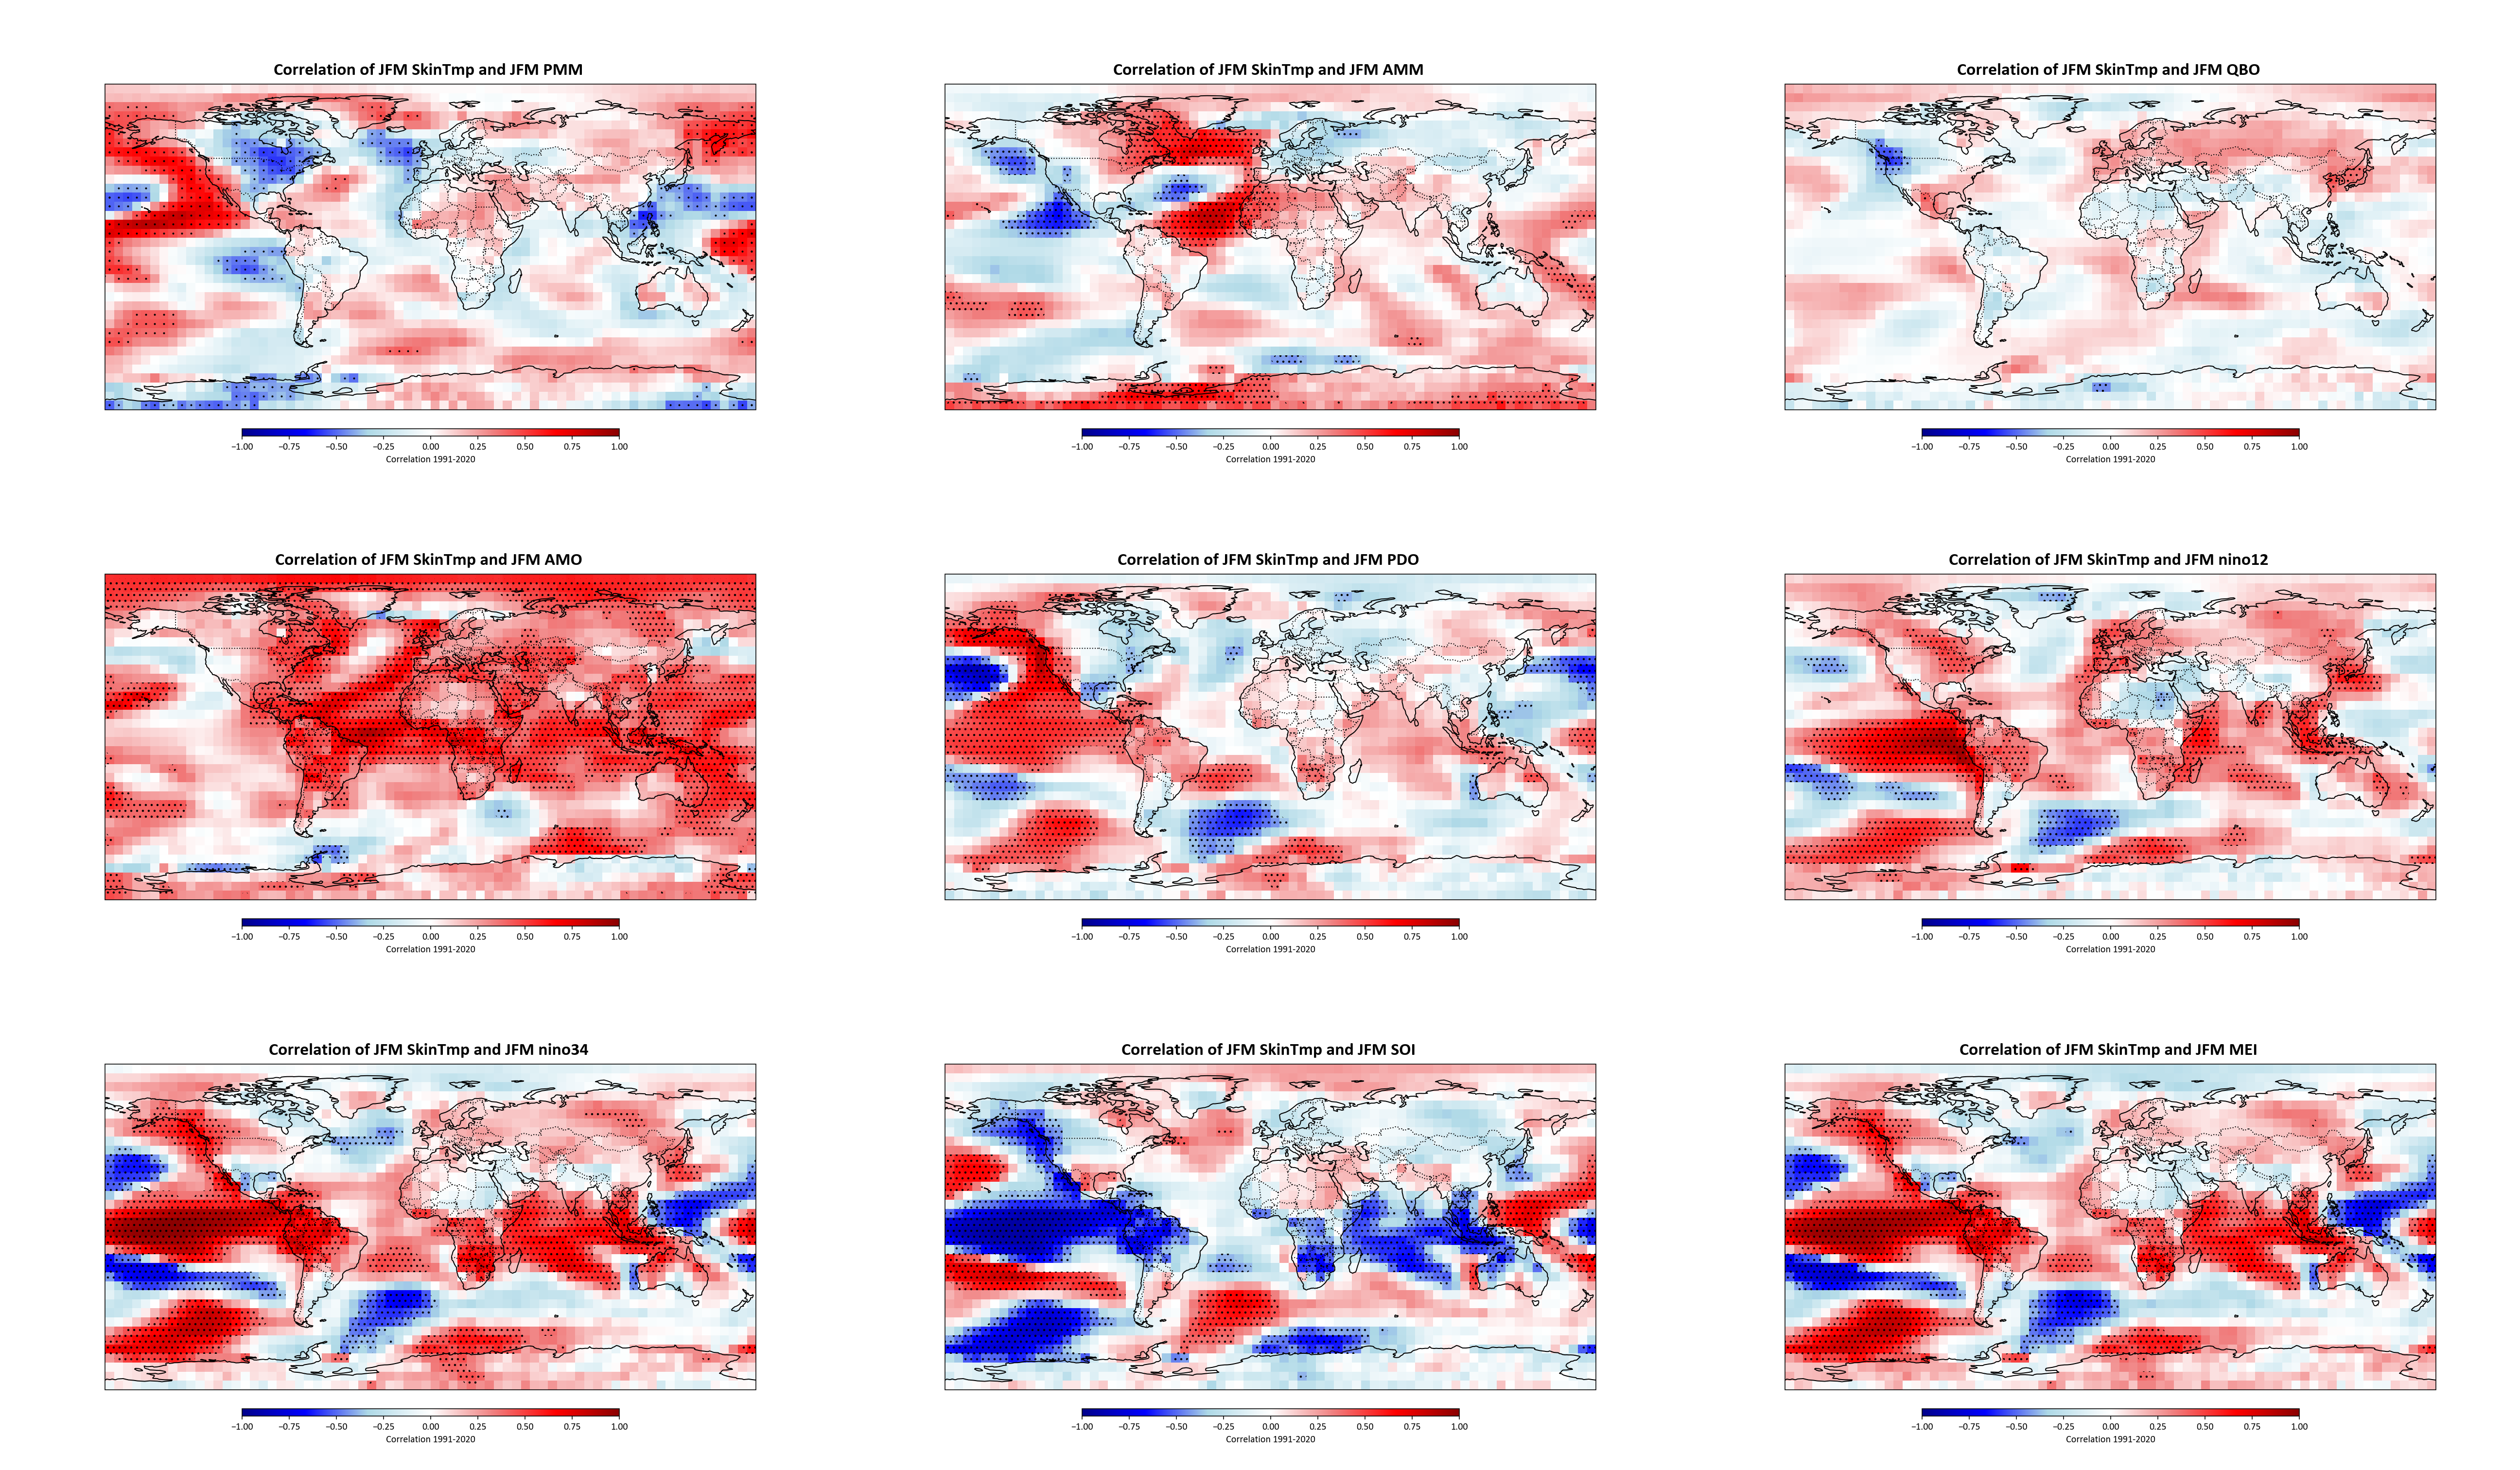 Correlation of JFM SkinTmp and JFM PMM
−1.00 −0.75 −0.50 −0.25 0.00 0.25 0.50 0.75 1.00
Correlation 1991-2020
Correlation of JFM SkinTmp and JFM AMM
−1.00 −0.75 −0.50 −0.25 0.00 0.25 0.50 0.75 1.00
Correlation 1991-2020
Correlation of JFM SkinTmp and JFM QBO
−1.00 −0.75 −0.50 −0.25 0.00 0.25 0.50 0.75 1.00
Correlation 1991-2020
Correlation of JFM SkinTmp and JFM AMO
−1.00 −0.75 −0.50 −0.25 0.00 0.25 0.50 0.75 1.00
Correlation 1991-2020
Correlation of JFM SkinTmp and JFM PDO
−1.00 −0.75 −0.50 −0.25 0.00 0.25 0.50 0.75 1.00
Correlation 1991-2020
Correlation of JFM SkinTmp and JFM nino12
−1.00 −0.75 −0.50 −0.25 0.00 0.25 0.50 0.75 1.00
Correlation 1991-2020
Correlation of JFM SkinTmp and JFM nino34
−1.00 −0.75 −0.50 −0.25 0.00 0.25 0.50 0.75 1.00
Correlation 1991-2020
Correlation of JFM SkinTmp and JFM SOI
−1.00 −0.75 −0.50 −0.25 0.00 0.25 0.50 0.75 1.00
Correlation 1991-2020
Correlation of JFM SkinTmp and JFM MEI
−1.00 −0.75 −0.50 −0.25 0.00 0.25 0.50 0.75 1.00
Correlation 1991-2020